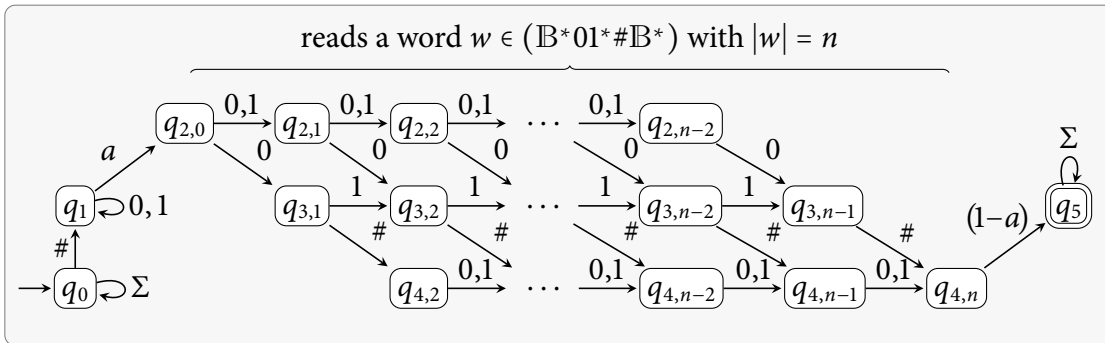 reads a word w ∈ (𝔹*01*#𝔹*) with |w| = n
q₂,₀ 0,1 q₂,₁ 0,1 q₂,₂ 0,1 ··· 0,1 q₂,ₙ₋₂
a 0 0 0 0 0 Σ
q₁ 0, 1 q₃,₁ 1 q₃,₂ 1 ··· 1 q₃,ₙ₋₂ 1 q₃,ₙ₋₁ (1−a) q₅
# # # # # #
q₀ Σ q₄,₂ 0,1 ··· 0,1 q₄,ₙ₋₂ 0,1 q₄,ₙ₋₁ 0,1 q₄,ₙ